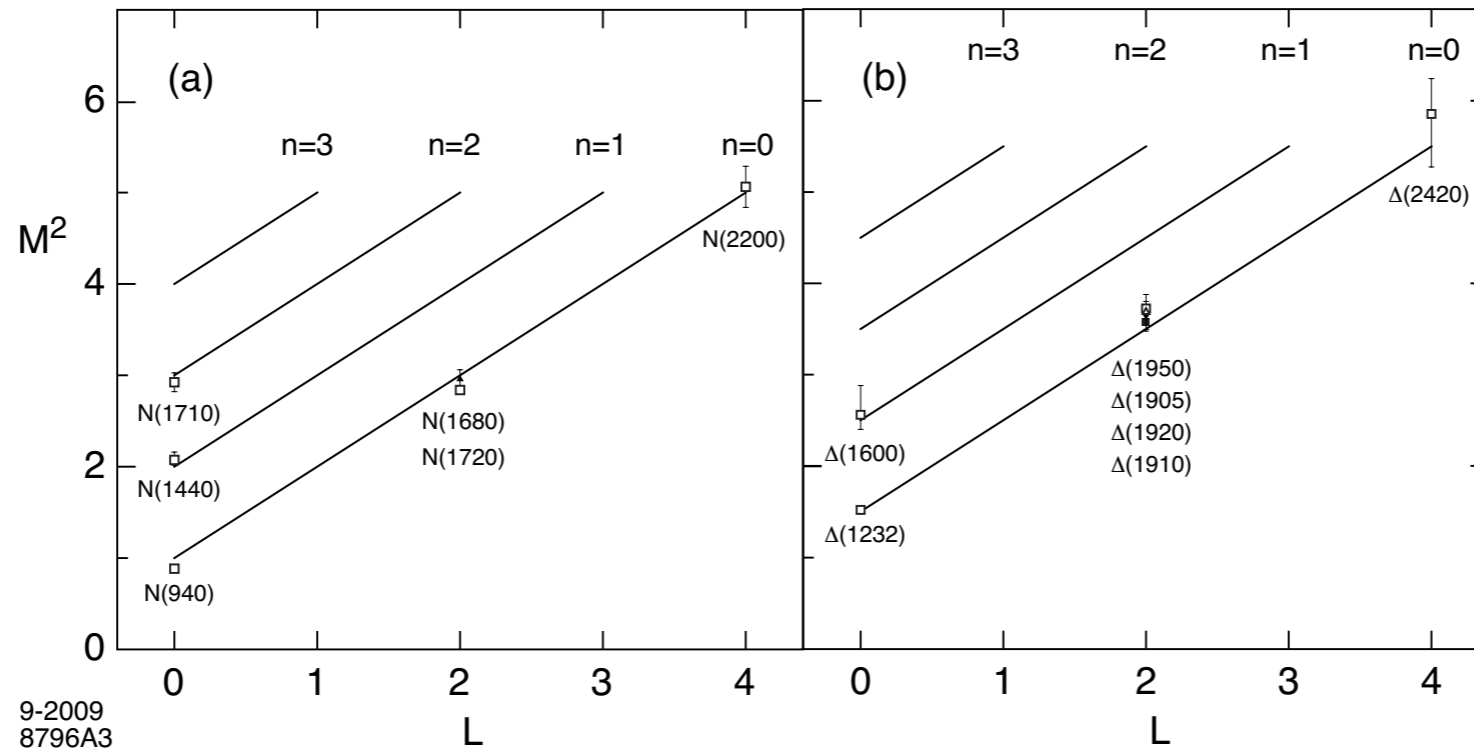 (a)
n=3 n=2 n=1 n=0
6
4
2
0
M²
N(1710)
N(1440)
N(940)
N(1680)
N(1720)
N(2200)
0 1 2 3 4
L
(b)
n=3 n=2 n=1 n=0
Δ(2420)
Δ(1950)
Δ(1905)
Δ(1920)
Δ(1910)
Δ(1600)
Δ(1232)
0 1 2 3 4
L
9-2009
8796A3